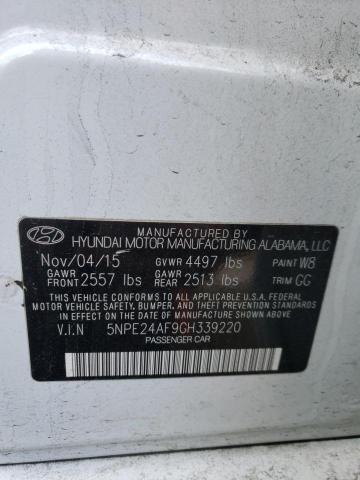 MANUFACTURED BY
HYUNDAI MOTOR MANUFACTURING ALABAMA, LLC
Nov/04/15 GVWR 4497 lbs PAINT W8
GAWR FRONT 2557 lbs GAWR REAR 2513 lbs TRIM GG
THIS VEHICLE CONFORMS TO ALL APPLICABLE U.S. FEDERAL
MOTOR VEHICLE SAFETY, BUMPER, AND THEFT PREVENTION STANDARDS
IN EFFECT ON THE DATE OF MANUFACTURE SHOWN ABOVE.
V.I.N 5NPE24AF9GH339220
PASSENGER CAR